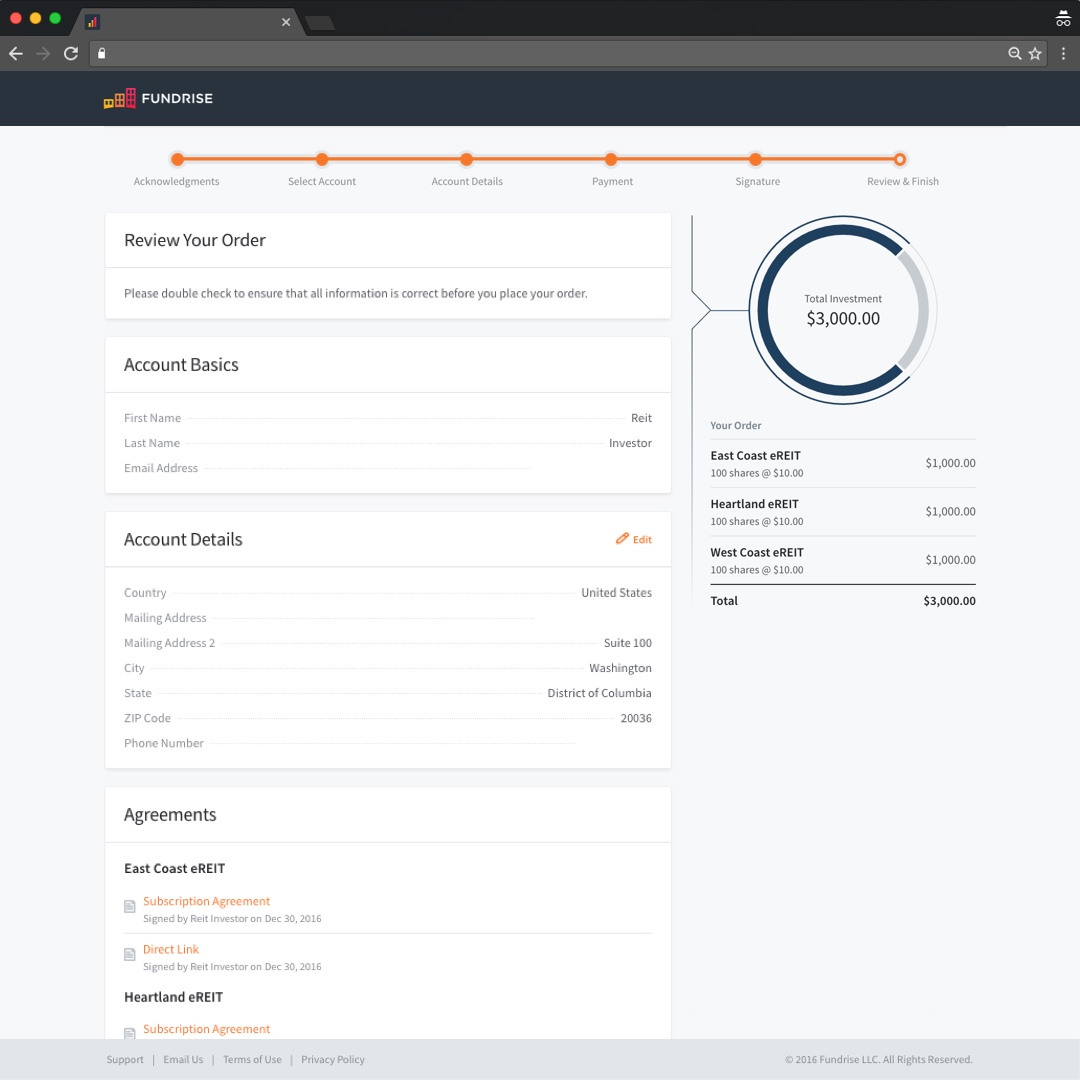 FUNDRISE
Acknowledgments
Select Account
Account Details
Payment
Signature
Review & Finish
Review Your Order
Please double check to ensure that all information is correct before you place your order.
Account Basics
First Name Reit
Last Name Investor
Email Address
Account Details Edit
Country United States
Mailing Address
Mailing Address 2 Suite 100
City Washington
State District of Columbia
ZIP Code 20036
Phone Number
Agreements
East Coast eREIT
Subscription Agreement
Signed by Reit Investor on Dec 30, 2016
Direct Link
Signed by Reit Investor on Dec 30, 2016
Heartland eREIT
Subscription Agreement
Total Investment
$3,000.00
Your Order
East Coast eREIT $1,000.00
100 shares @ $10.00
Heartland eREIT $1,000.00
100 shares @ $10.00
West Coast eREIT $1,000.00
100 shares @ $10.00
Total $3,000.00
Support | Email Us | Terms of Use | Privacy Policy
© 2016 Fundrise LLC. All Rights Reserved.